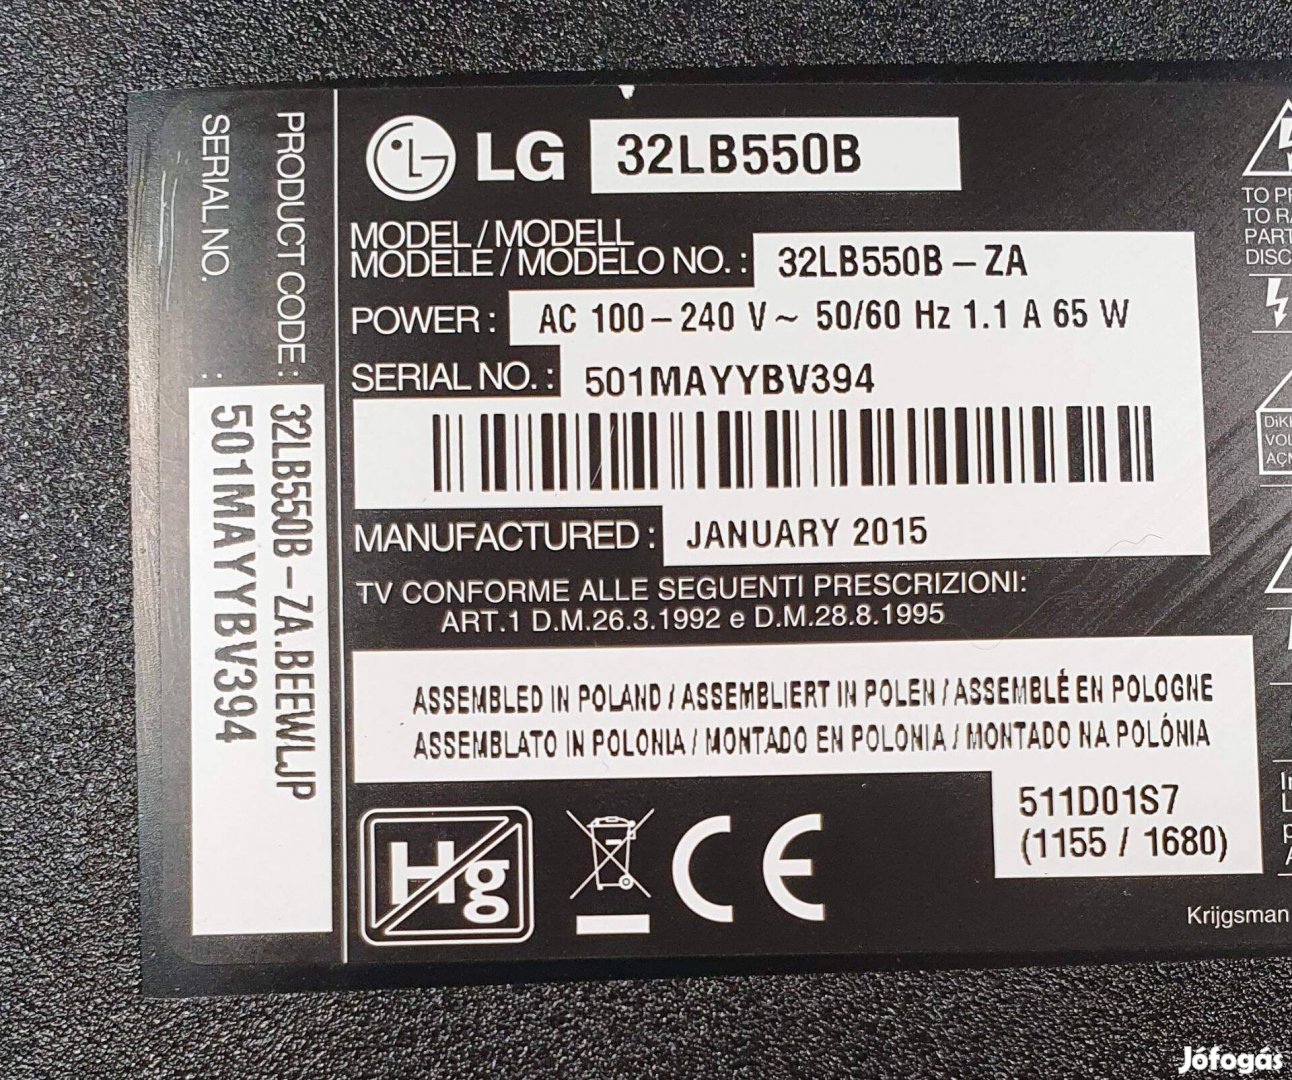 LG 32LB550B
MODEL / MODELL
MODELE / MODELO NO. : 32LB550B – ZA
POWER : AC 100 – 240 V ~ 50/60 Hz 1.1 A 65 W
SERIAL NO. : 501MAYYBV394
MANUFACTURED : JANUARY 2015
TV CONFORME ALLE SEGUENTI PRESCRIZIONI:
ART.1 D.M.26.3.1992 e D.M.28.8.1995
ASSEMBLED IN POLAND / ASSEMBLIERT IN POLEN / ASSEMBLÉ EN POLOGNE
ASSEMBLATO IN POLONIA / MONTADO EN POLONIA / MONTADO NA POLÓNIA
511D01S7
(1155 / 1680)
Hg
CE
PRODUCT CODE : 32LB550B – ZA.BEEWLJP
SERIAL NO. : 501MAYYBV394
TO
TO
Krijgsman
Jófogás